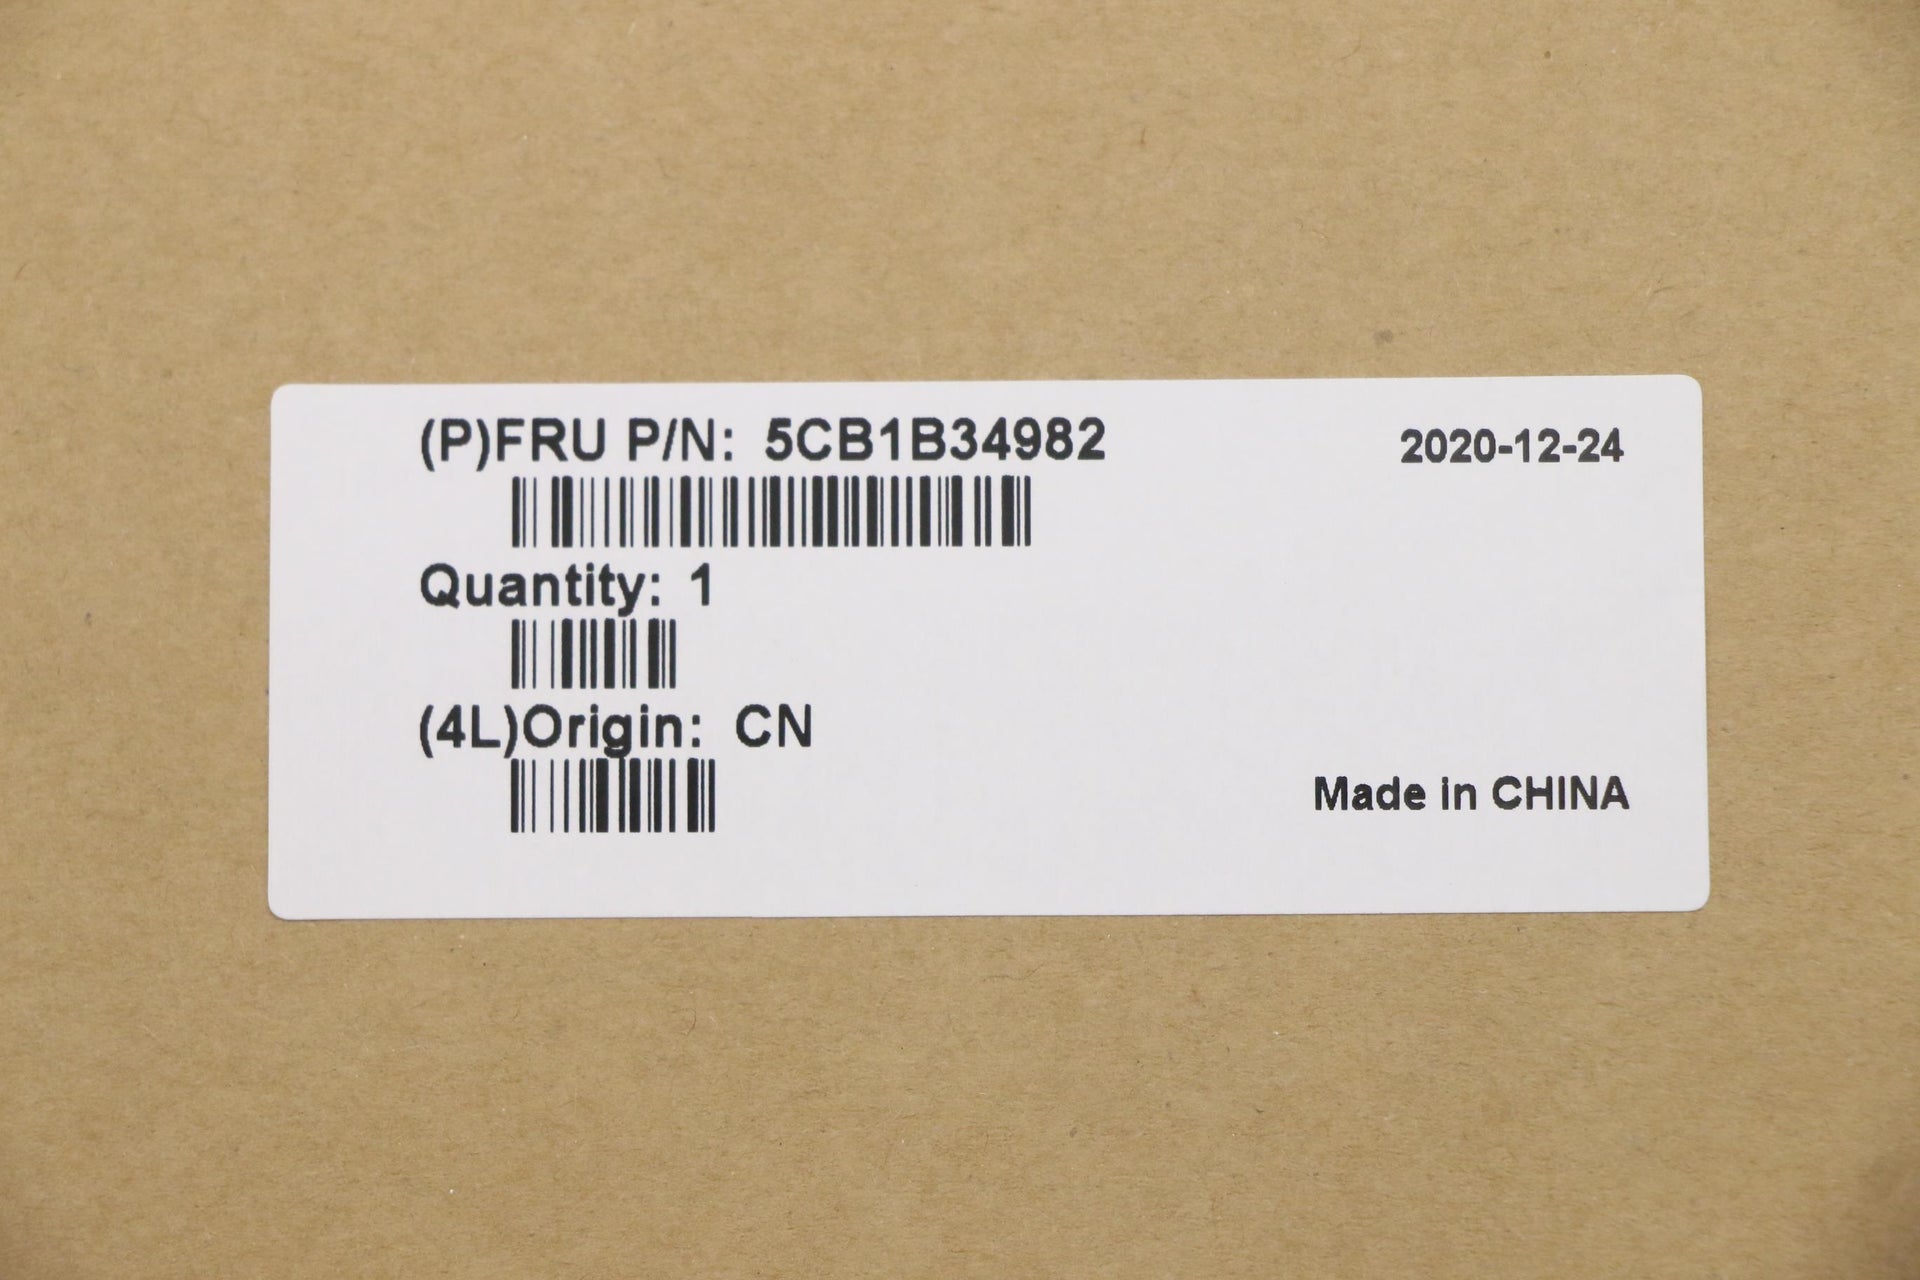 (P)FRU P/N: 5CB1B34982
2020-12-24
Quantity: 1
(4L)Origin: CN
Made in CHINA